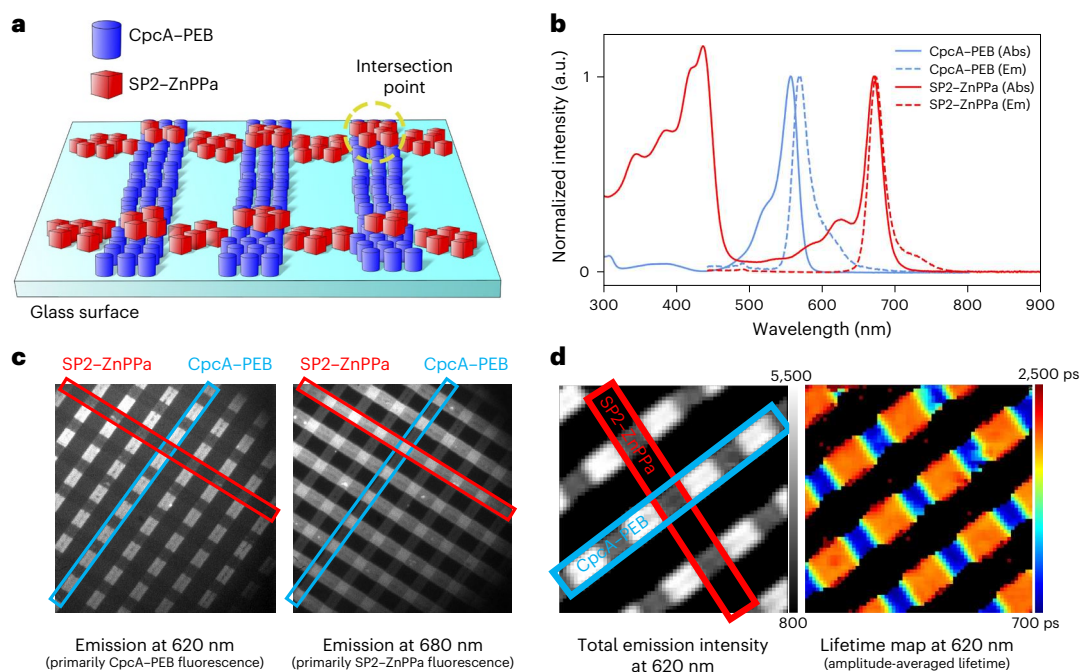 a
CpcA–PEB
SP2–ZnPPa
Intersection
point
Glass surface
b
Normalized intensity (a.u.)
1
0
CpcA–PEB (Abs)
CpcA–PEB (Em)
SP2–ZnPPa (Abs)
SP2–ZnPPa (Em)
300 400 500 600 700 800 900
Wavelength (nm)
c
SP2–ZnPPa CpcA–PEB
SP2–ZnPPa CpcA–PEB
Emission at 620 nm
(primarily CpcA–PEB fluorescence)
Emission at 680 nm
(primarily SP2–ZnPPa fluorescence)
d
5,500
SP2–ZnPPa
CpcA–PEB
800
Total emission intensity
at 620 nm
2,500 ps
700 ps
Lifetime map at 620 nm
(amplitude-averaged lifetime)